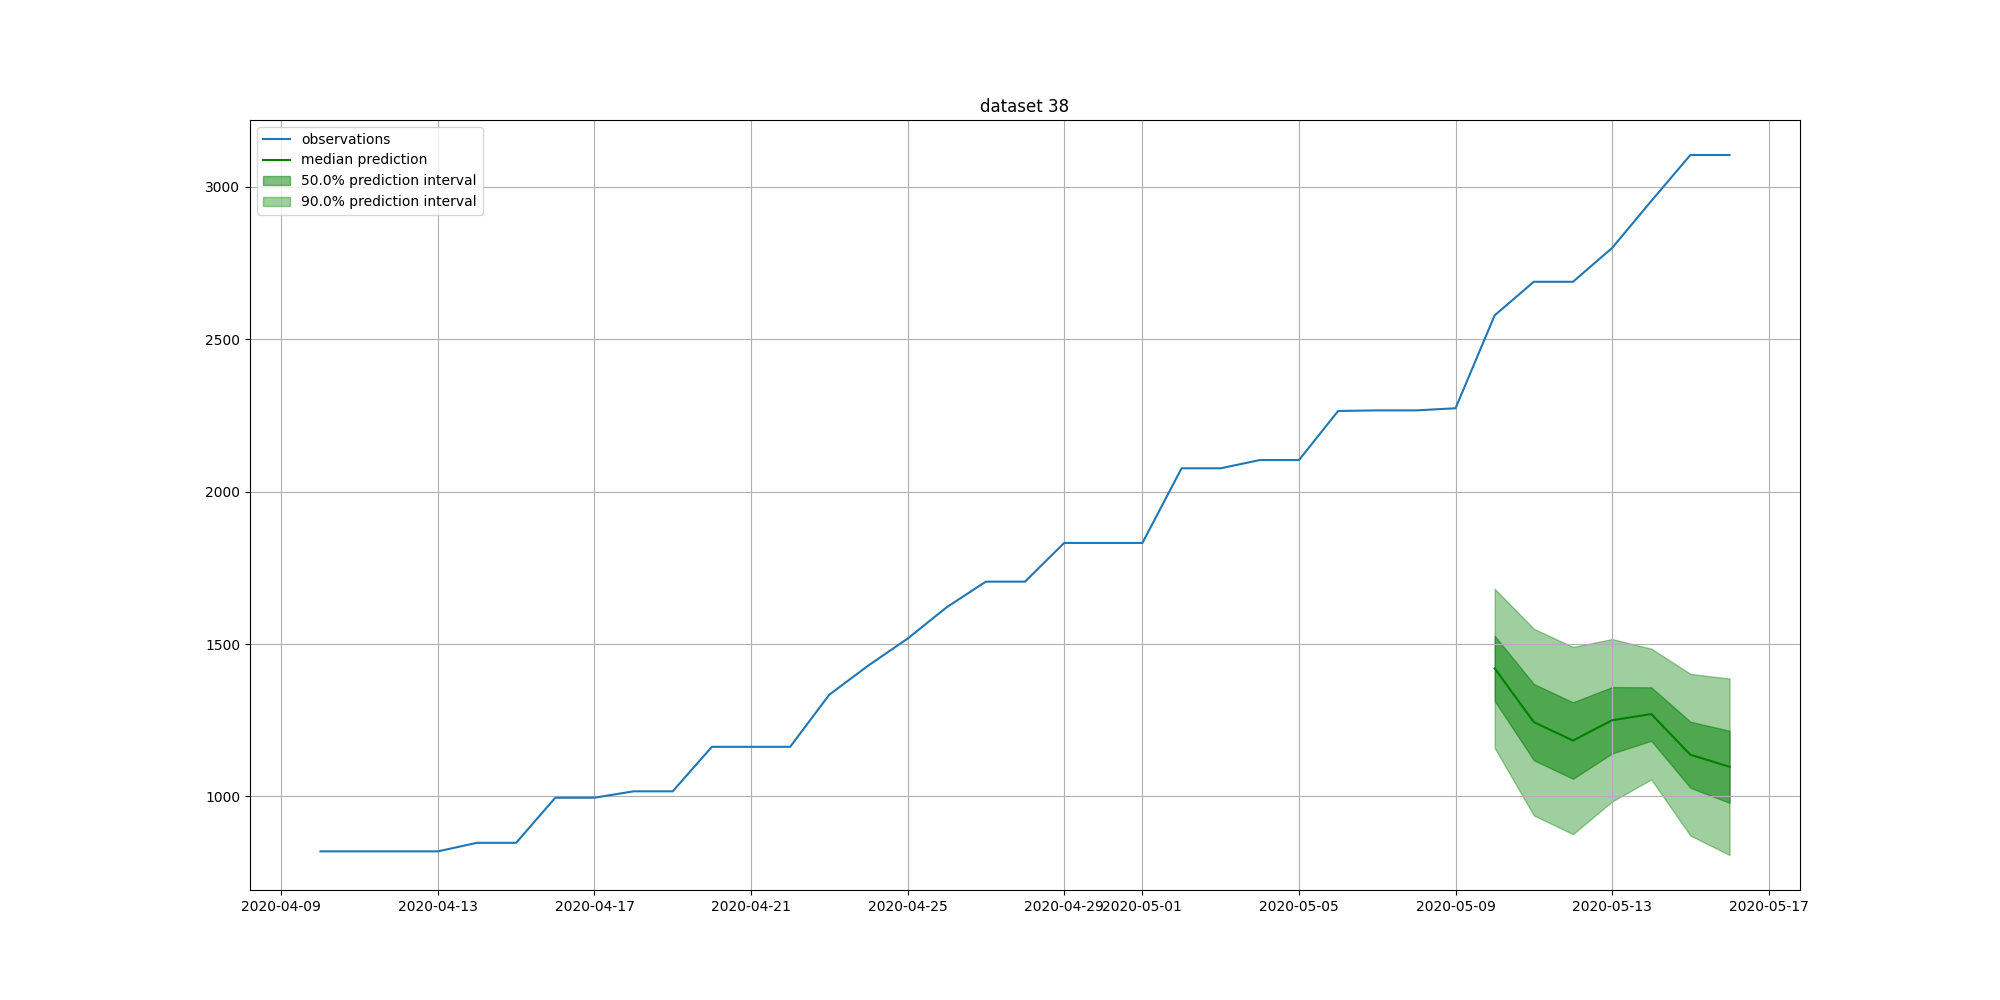 dataset 38
observations
median prediction
50.0% prediction interval
90.0% prediction interval
3000
2500
2000
1500
1000
2020-04-09 2020-04-13 2020-04-17 2020-04-21 2020-04-25 2020-04-29 2020-05-01 2020-05-05 2020-05-09 2020-05-13 2020-05-17